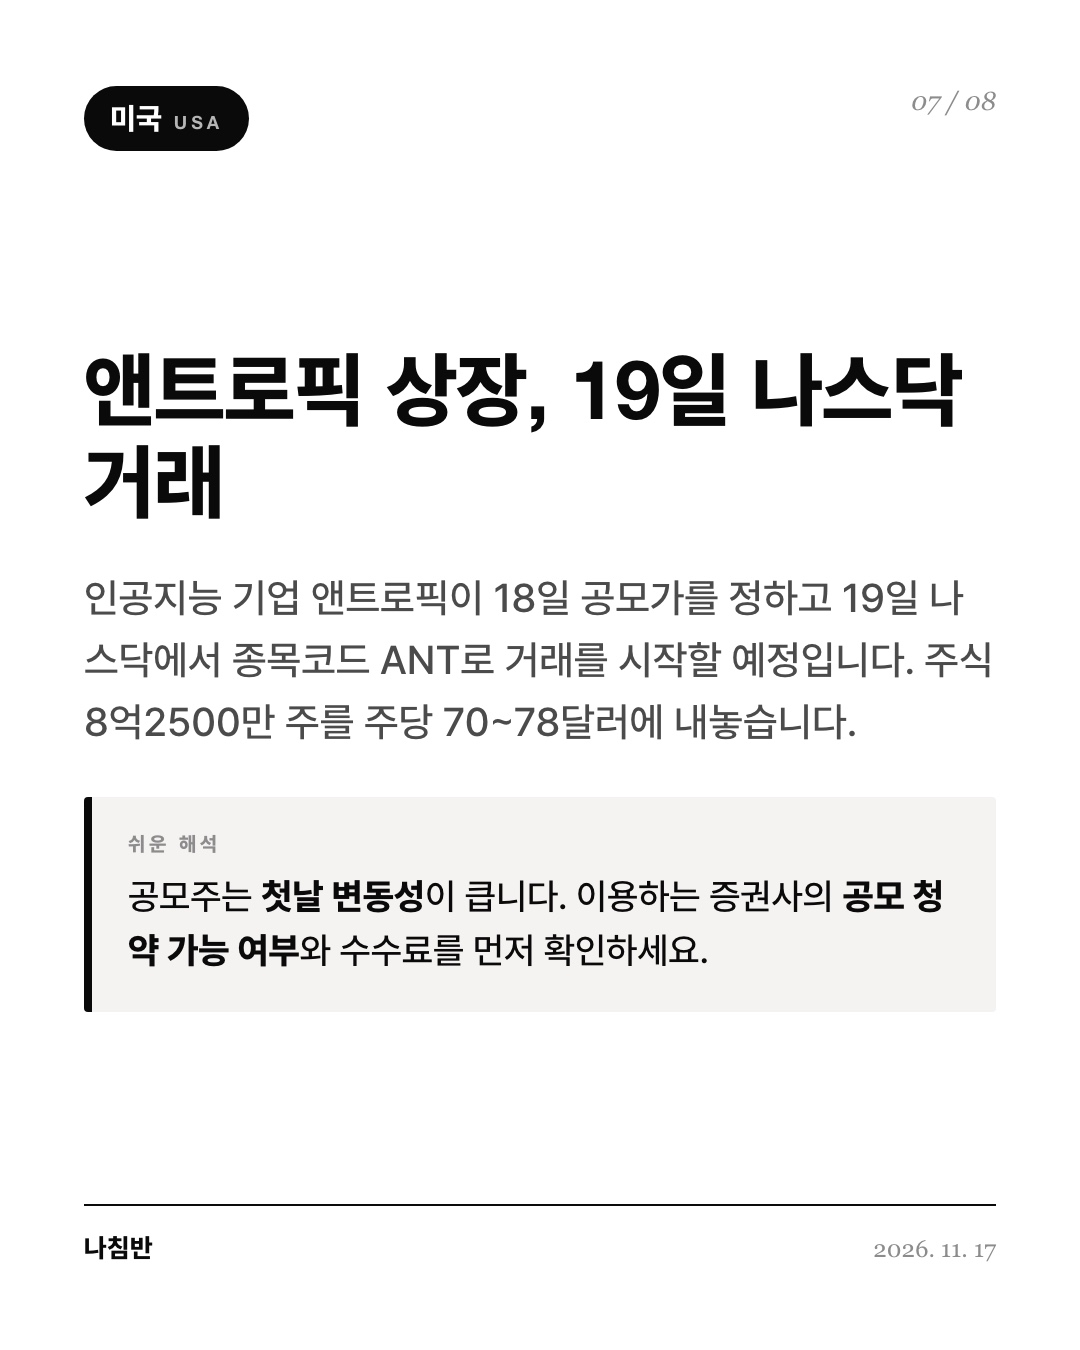 미국 USA
07 / 08
앤트로픽 상장, 19일 나스닥
거래
인공지능 기업 앤트로픽이 18일 공모가를 정하고 19일 나
스닥에서 종목코드 ANT로 거래를 시작할 예정입니다. 주식
8억2500만 주를 주당 70~78달러에 내놓습니다.
쉬운 해석
공모주는 첫날 변동성이 큽니다. 이용하는 증권사의 공모 청
약 가능 여부와 수수료를 먼저 확인하세요.
나침반
2026. 11. 17